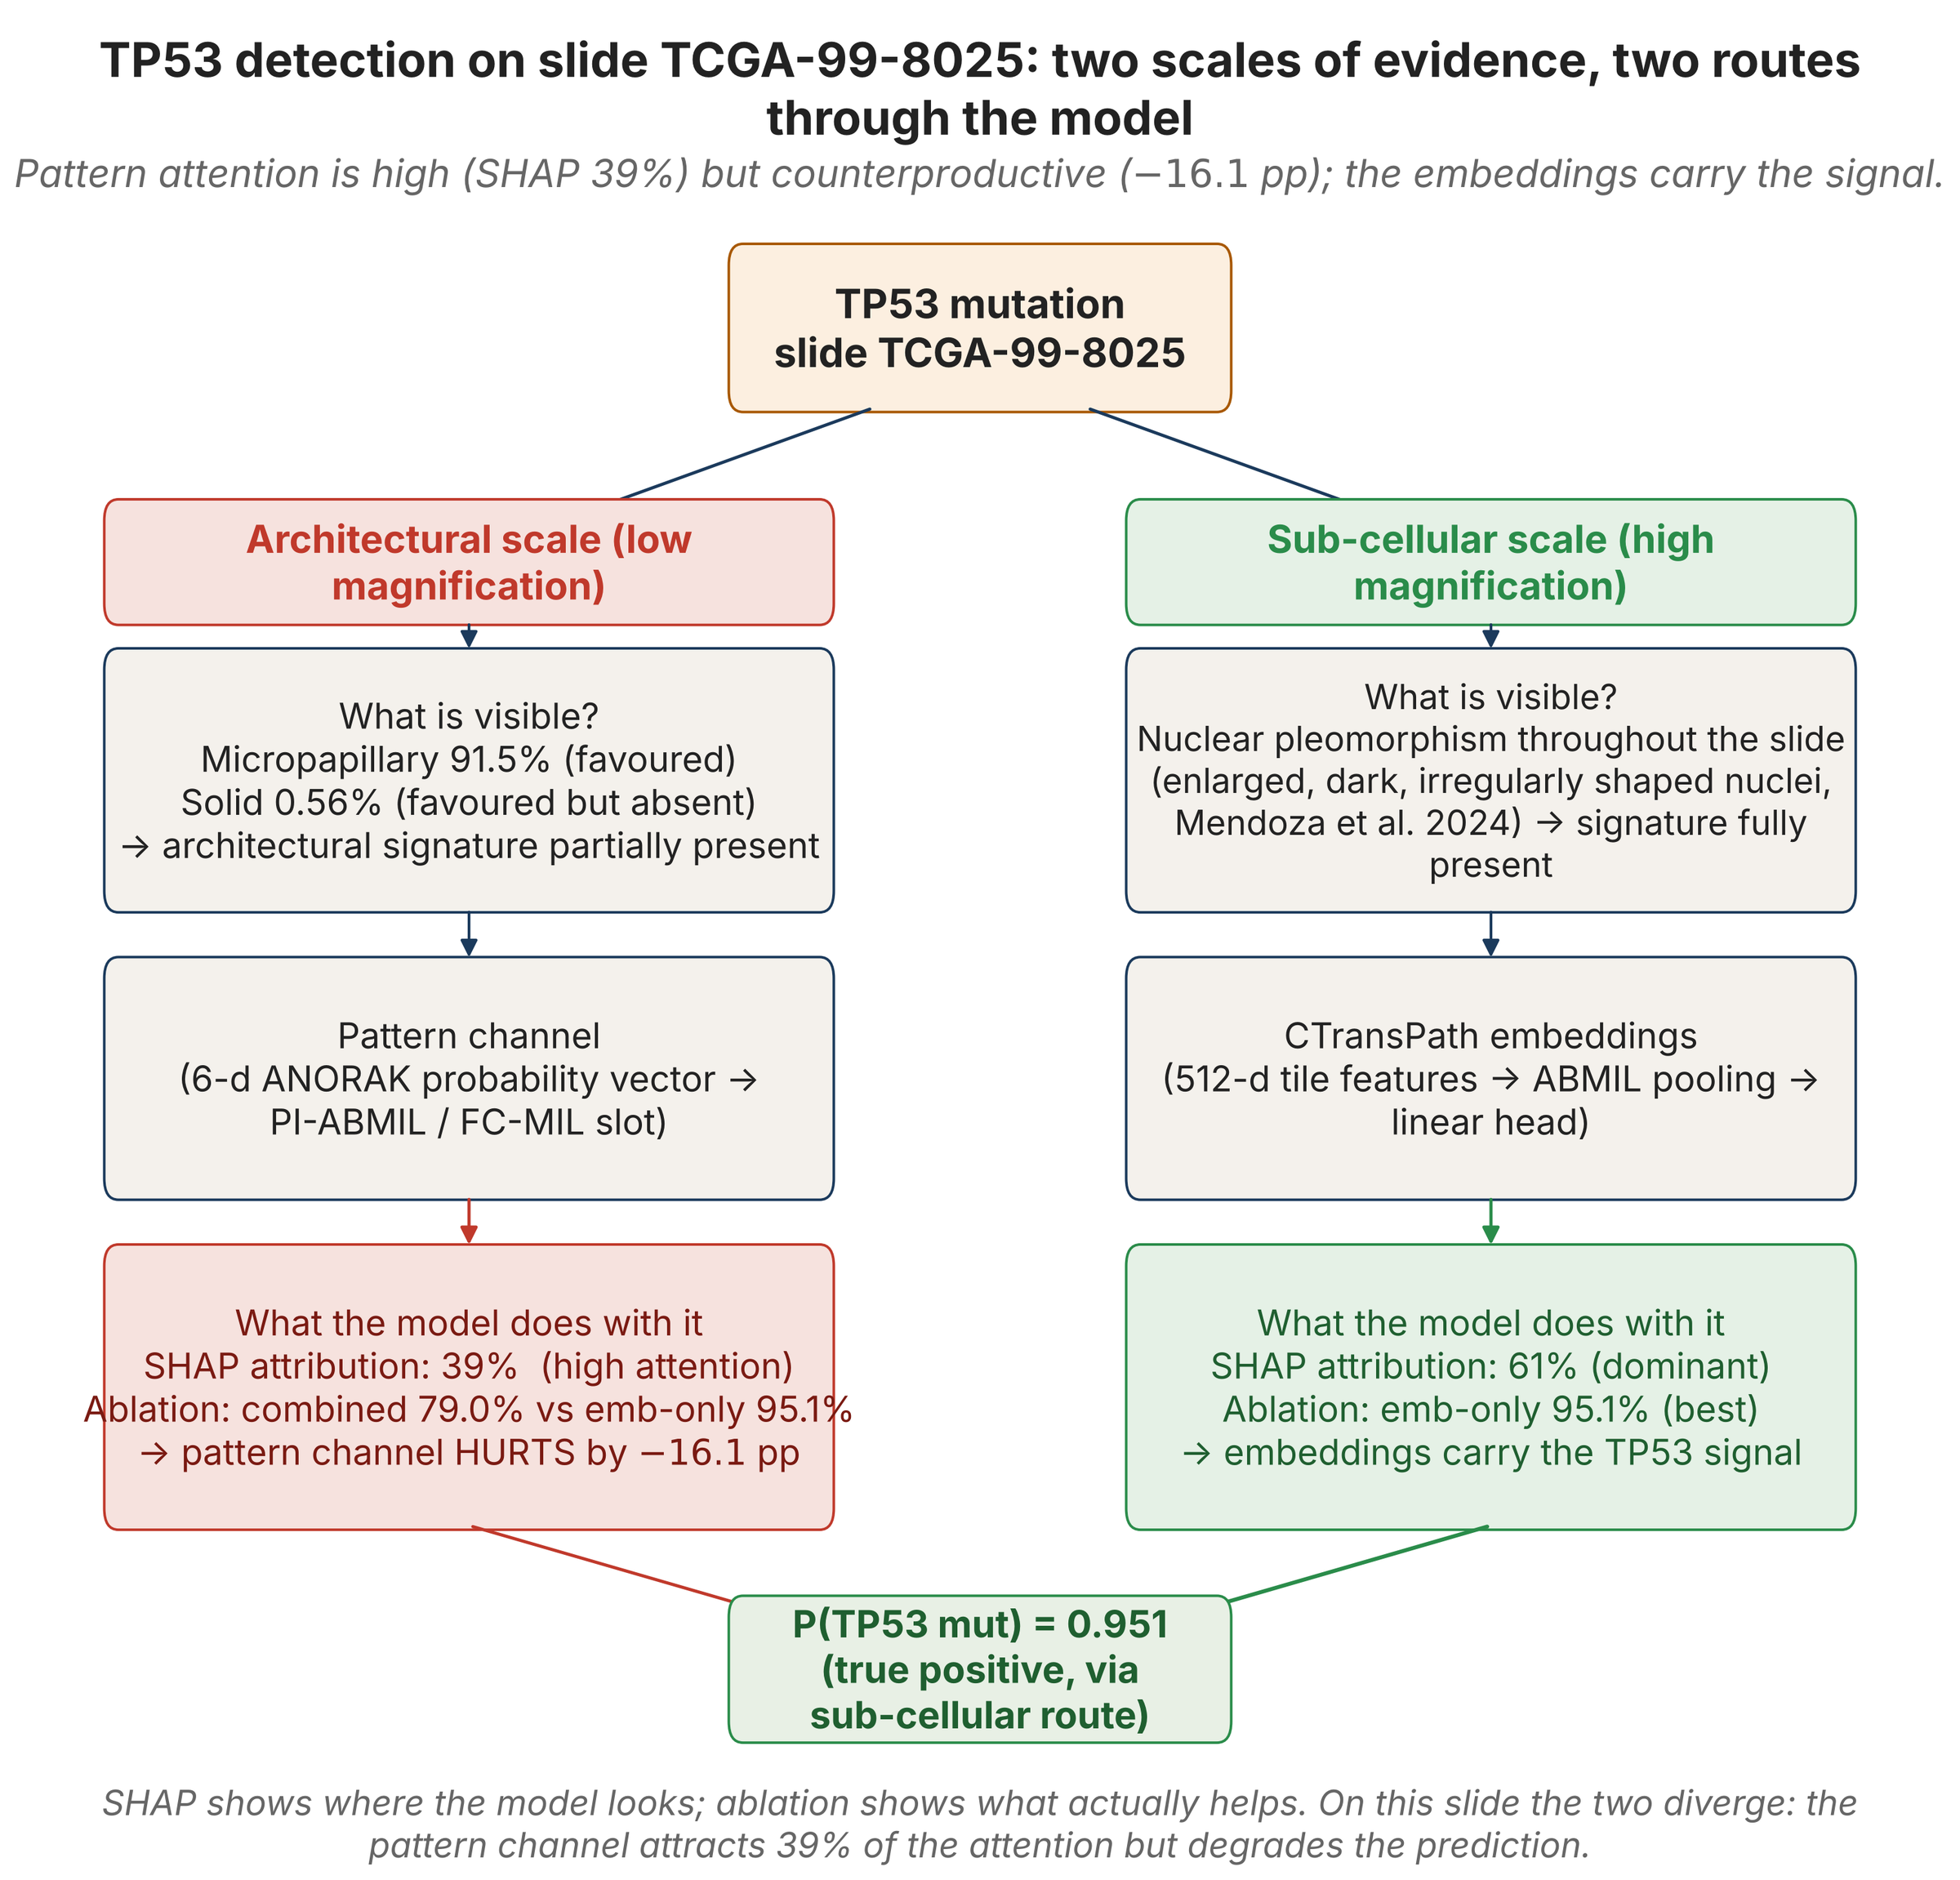 TP53 detection on slide TCGA-99-8025: two scales of evidence, two routes
through the model
Pattern attention is high (SHAP 39%) but counterproductive (−16.1 pp); the embeddings carry the signal.
TP53 mutation
slide TCGA-99-8025
Architectural scale (low
magnification)
What is visible?
Micropapillary 91.5% (favoured)
Solid 0.56% (favoured but absent)
→ architectural signature partially present
Pattern channel
(6-d ANORAK probability vector →
PI-ABMIL / FC-MIL slot)
What the model does with it
SHAP attribution: 39%  (high attention)
Ablation: combined 79.0% vs emb-only 95.1%
→ pattern channel HURTS by −16.1 pp
Sub-cellular scale (high
magnification)
What is visible?
Nuclear pleomorphism throughout the slide
(enlarged, dark, irregularly shaped nuclei,
Mendoza et al. 2024) → signature fully
present
CTransPath embeddings
(512-d tile features → ABMIL pooling →
linear head)
What the model does with it
SHAP attribution: 61% (dominant)
Ablation: emb-only 95.1% (best)
→ embeddings carry the TP53 signal
P(TP53 mut) = 0.951
(true positive, via
sub-cellular route)
SHAP shows where the model looks; ablation shows what actually helps. On this slide the two diverge: the
pattern channel attracts 39% of the attention but degrades the prediction.